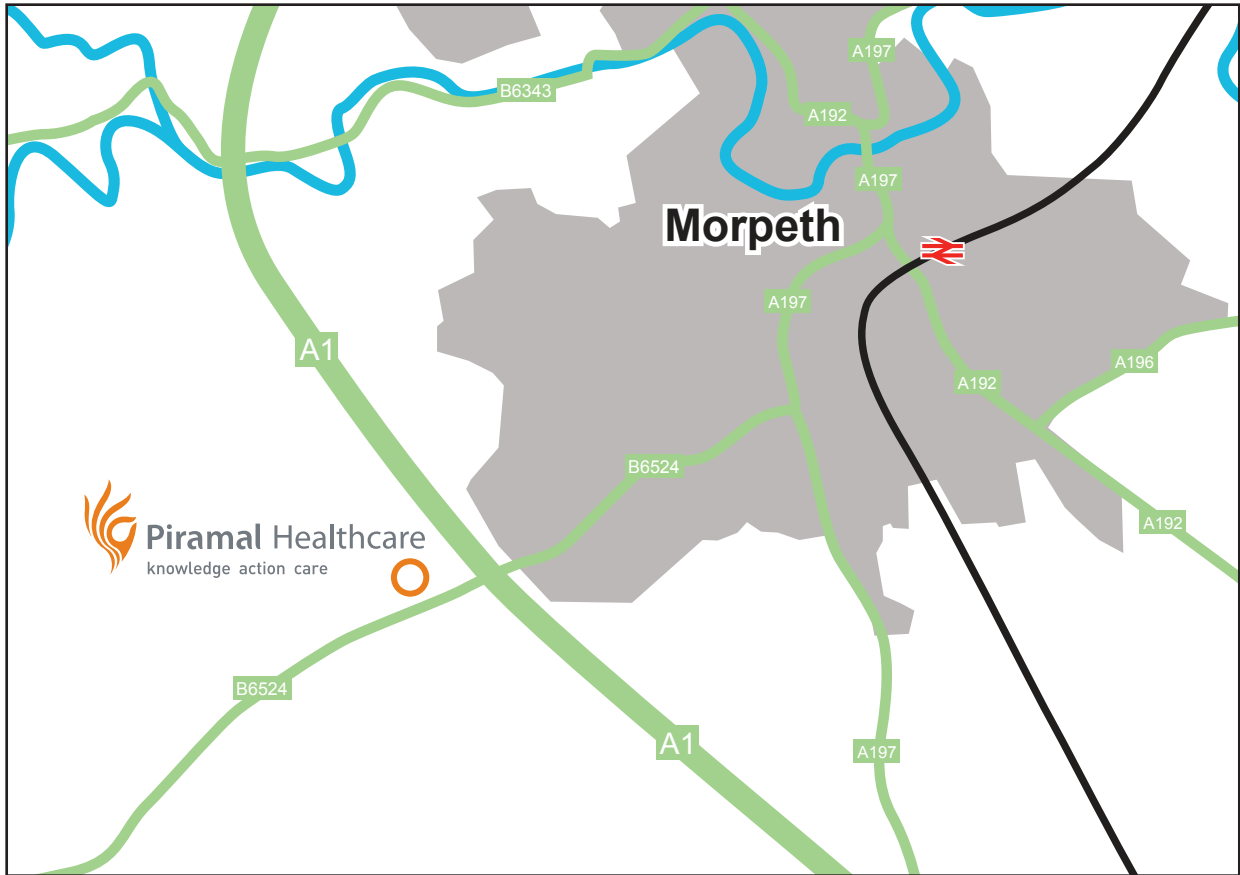 A197
B6343
A192
A197
Morpeth
A197
A1
A196
A192
B6524
A192
Piramal Healthcare
knowledge action care
B6524
A1
A197